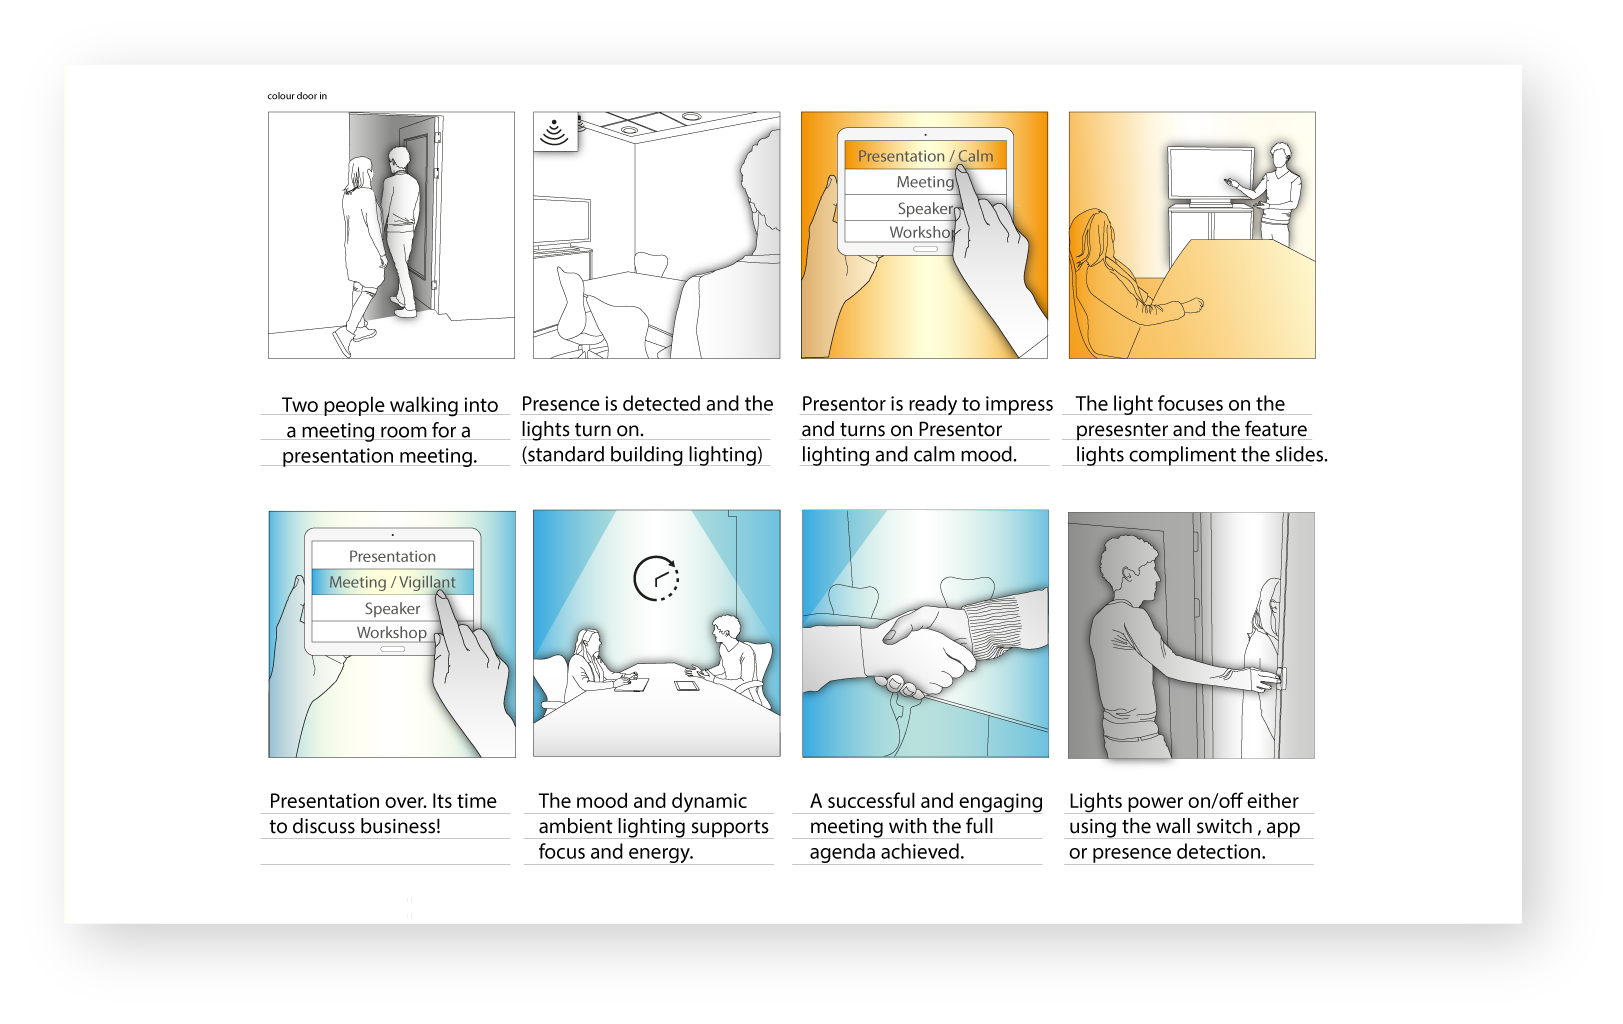 colour door in
Two people walking into
a meeting room for a
presentation meeting.
Presence is detected and the
lights turn on.
(standard building lighting)
Presentation / Calm
Meeting
Speaker
Workshop
Presentor is ready to impress
and turns on Presentor
lighting and calm mood.
The light focuses on the
presesnter and the feature
lights compliment the slides.
Presentation
Meeting / Vigillant
Speaker
Workshop
Presentation over. Its time
to discuss business!
The mood and dynamic
ambient lighting supports
focus and energy.
A successful and engaging
meeting with the full
agenda achieved.
Lights power on/off either
using the wall switch , app
or presence detection.